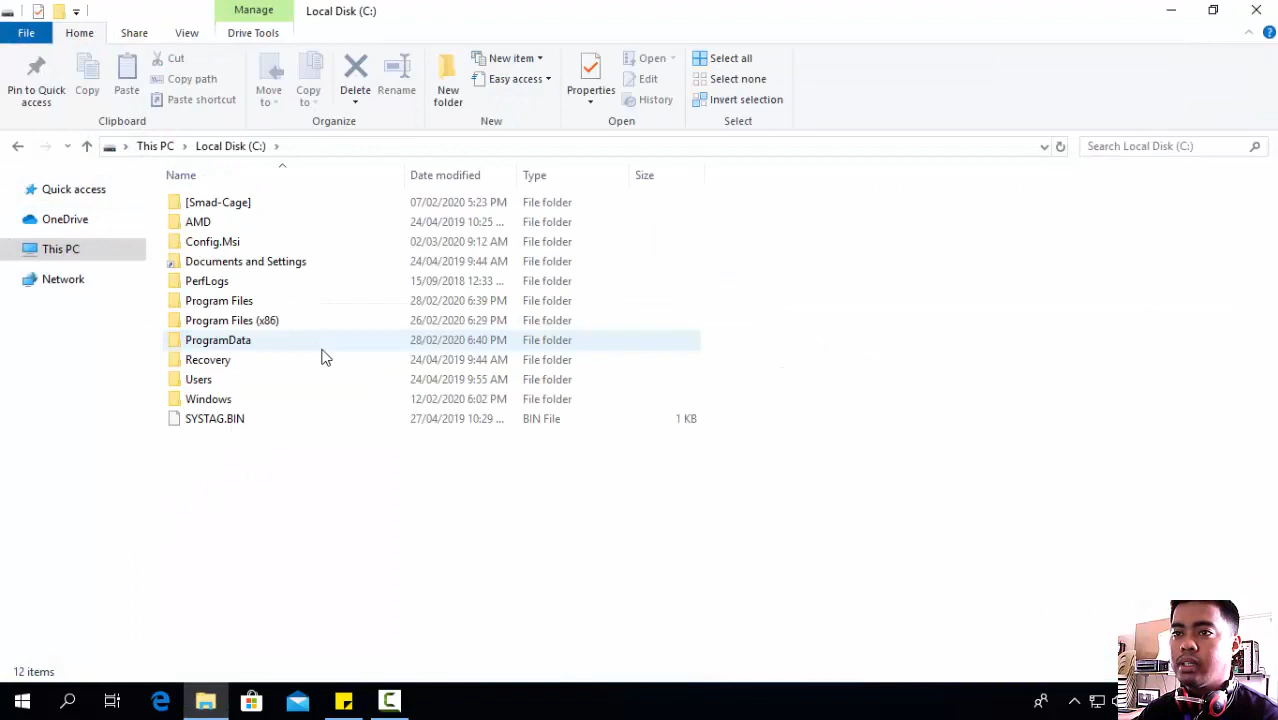 Manage
Local Disk (C:)
File
Home
Share
View
Drive Tools
Pin to Quick access
Copy
Paste
Cut
Copy path
Paste shortcut
Clipboard
Move to
Copy to
Delete
Rename
Organize
New folder
New item
Easy access
New
Properties
Open
Edit
History
Open
Select all
Select none
Invert selection
Select
This PC
Local Disk (C:)
Search Local Disk (C:)
Quick access
OneDrive
This PC
Network
Name Date modified Type Size
[Smad-Cage] 07/02/2020 5:23 PM File folder
AMD 24/04/2019 10:25 ... File folder
Config.Msi 02/03/2020 9:12 AM File folder
Documents and Settings 24/04/2019 9:44 AM File folder
PerfLogs 15/09/2018 12:33 ... File folder
Program Files 28/02/2020 6:39 PM File folder
Program Files (x86) 26/02/2020 6:29 PM File folder
ProgramData 28/02/2020 6:40 PM File folder
Recovery 24/04/2019 9:44 AM File folder
Users 24/04/2019 9:55 AM File folder
Windows 12/02/2020 6:02 PM File folder
SYSTAG.BIN 27/04/2019 10:29 ... BIN File 1 KB
12 items